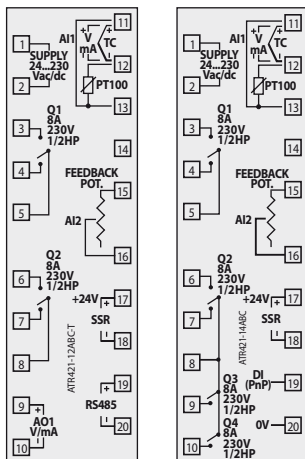 11
AI1
+ V TC
mA
1
SUPPLY
24...230
Vac/dc
12
2
PT100
13
Q1
8A
230V
1/2HP
3
4
14
FEEDBACK
POT.
15
5
AI2
16
Q2
8A
230V
1/2HP
6
+24V
17
7
SSR
18
8
ATR421-12ABC-T
19
9
AO1
V/mA
RS485
10
20
11
AI1
+ V TC
mA
1
SUPPLY
24...230
Vac/dc
12
2
PT100
13
Q1
8A
230V
1/2HP
3
4
14
FEEDBACK
POT.
15
5
AI2
16
Q2
8A
230V
1/2HP
6
+24V
17
7
SSR
18
8
ATR421-14ABC
Q3
8A
230V
1/2HP
DI
(PnP)
19
9
Q4
8A
230V
1/2HP
0V
20
10